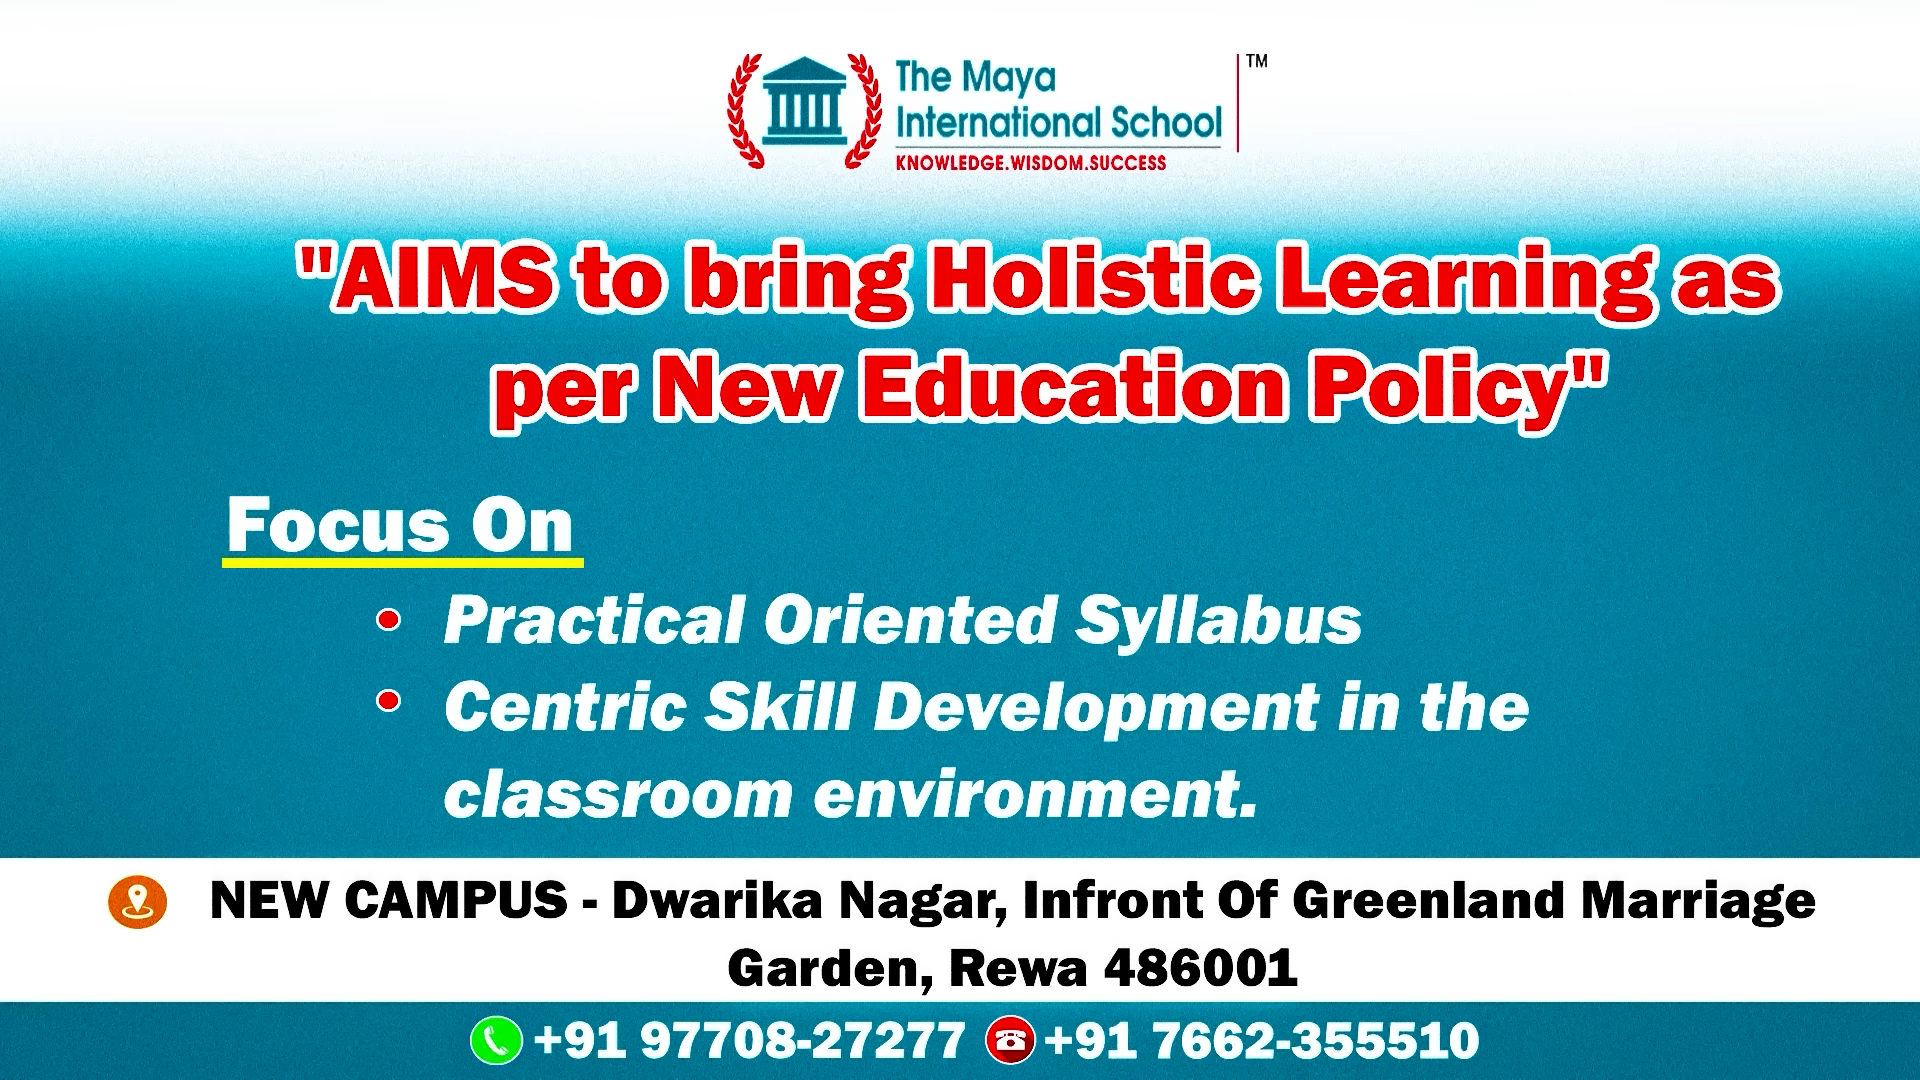 The Maya
International School
KNOWLEDGE.WISDOM.SUCCESS
TM
"AIMS to bring Holistic Learning as
per New Education Policy"
Focus On
• Practical Oriented Syllabus
• Centric Skill Development in the
classroom environment.
NEW CAMPUS - Dwarika Nagar, Infront Of Greenland Marriage
Garden, Rewa 486001
+91 97708-27277 +91 7662-355510